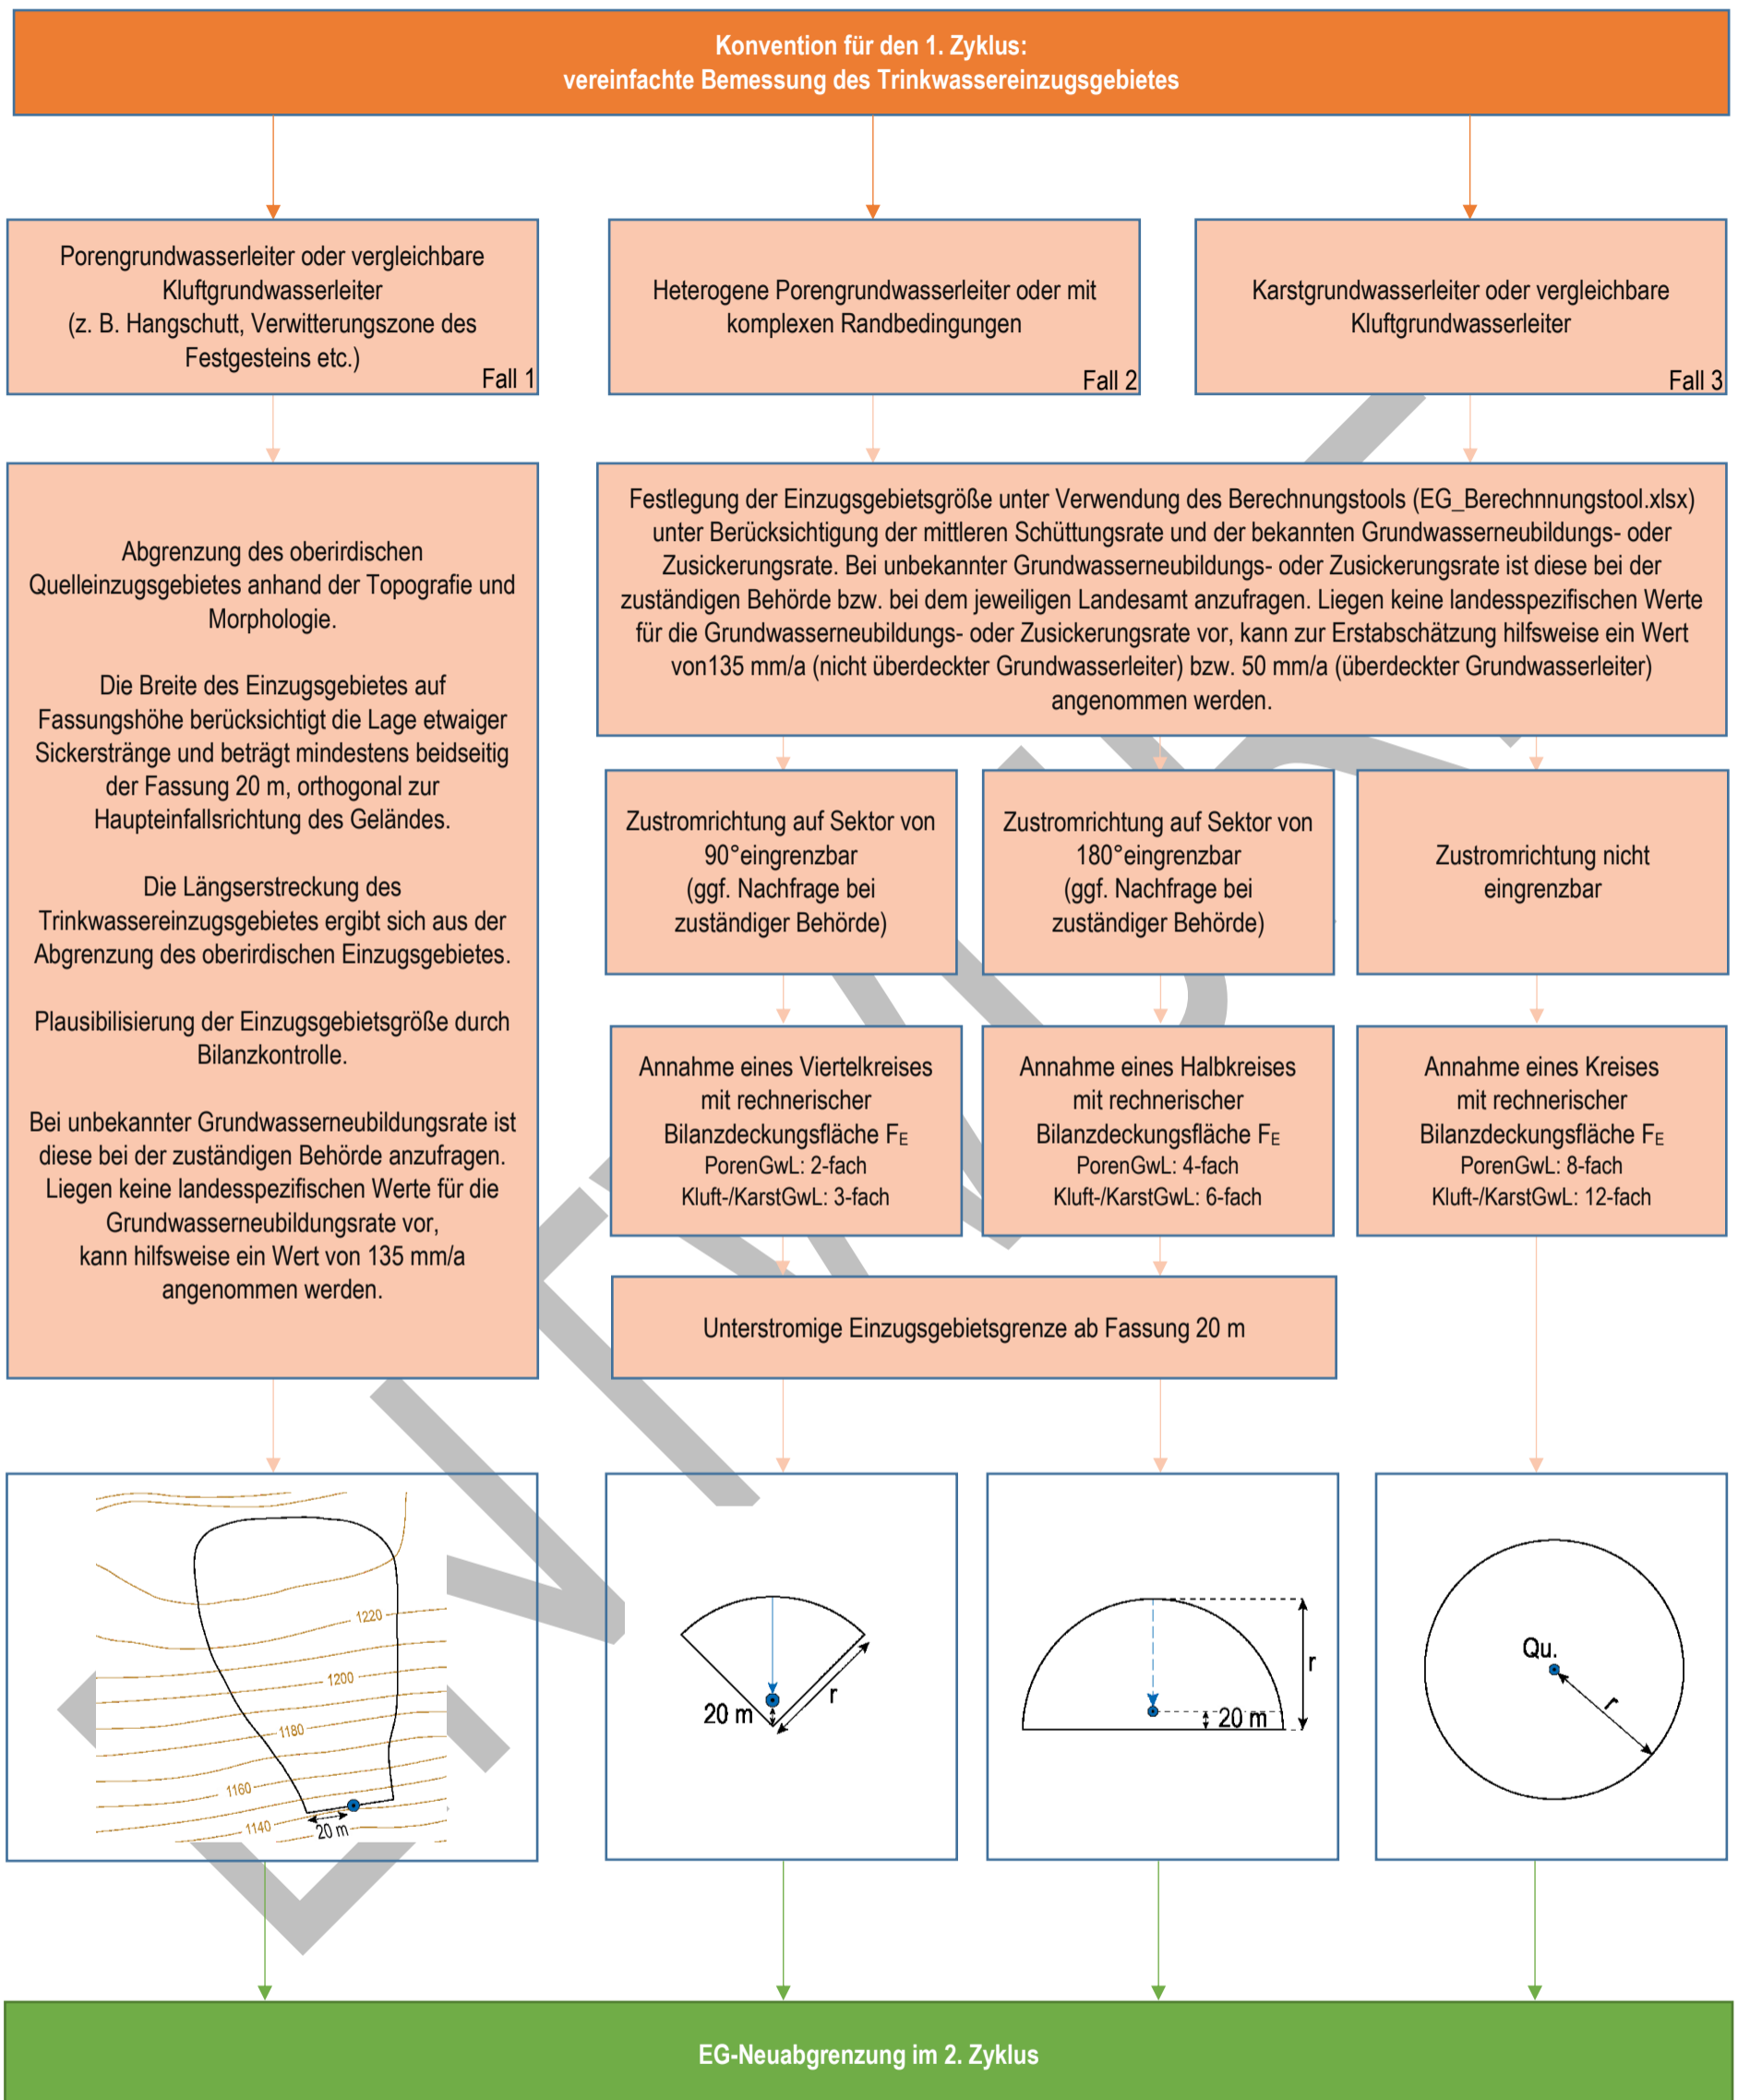 Konvention für den 1. Zyklus:
vereinfachte Bemessung des Trinkwassereinzugsgebietes
Porengrundwasserleiter oder vergleichbare
Kluftgrundwasserleiter
(z. B. Hangschutt, Verwitterungszone des
Festgesteins etc.)
Fall 1
Heterogene Porengrundwasserleiter oder mit
komplexen Randbedingungen
Fall 2
Karstgrundwasserleiter oder vergleichbare
Kluftgrundwasserleiter
Fall 3
Abgrenzung des oberirdischen
Quelleinzugsgebietes anhand der Topografie und
Morphologie.
Die Breite des Einzugsgebietes auf
Fassungshöhe berücksichtigt die Lage etwaiger
Sickerstränge und beträgt mindestens beidseitig
der Fassung 20 m, orthogonal zur
Haupteinfallsrichtung des Geländes.
Die Längserstreckung des
Trinkwassereinzugsgebietes ergibt sich aus der
Abgrenzung des oberirdischen Einzugsgebietes.
Plausibilisierung der Einzugsgebietsgröße durch
Bilanzkontrolle.
Bei unbekannter Grundwasserneubildungsrate ist
diese bei der zuständigen Behörde anzufragen.
Liegen keine landesspezifischen Werte für die
Grundwasserneubildungsrate vor,
kann hilfsweise ein Wert von 135 mm/a
angenommen werden.
Festlegung der Einzugsgebietsgröße unter Verwendung des Berechnungstools (EG_Berechnnungstool.xlsx)
unter Berücksichtigung der mittleren Schüttungsrate und der bekannten Grundwasserneubildungs- oder
Zusickerungsrate. Bei unbekannter Grundwasserneubildungs- oder Zusickerungsrate ist diese bei der
zuständigen Behörde bzw. bei dem jeweiligen Landesamt anzufragen. Liegen keine landesspezifischen Werte
für die Grundwasserneubildungs- oder Zusickerungsrate vor, kann zur Erstabschätzung hilfsweise ein Wert
von135 mm/a (nicht überdeckter Grundwasserleiter) bzw. 50 mm/a (überdeckter Grundwasserleiter)
angenommen werden.
Zustromrichtung auf Sektor von
90°eingrenzbar
(ggf. Nachfrage bei
zuständiger Behörde)
Zustromrichtung auf Sektor von
180°eingrenzbar
(ggf. Nachfrage bei
zuständiger Behörde)
Zustromrichtung nicht
eingrenzbar
Annahme eines Viertelkreises
mit rechnerischer
Bilanzdeckungsfläche FE
PorenGwL: 2-fach
Kluft-/KarstGwL: 3-fach
Annahme eines Halbkreises
mit rechnerischer
Bilanzdeckungsfläche FE
PorenGwL: 4-fach
Kluft-/KarstGwL: 6-fach
Annahme eines Kreises
mit rechnerischer
Bilanzdeckungsfläche FE
PorenGwL: 8-fach
Kluft-/KarstGwL: 12-fach
Unterstromige Einzugsgebietsgrenze ab Fassung 20 m
1220
1200
1180
1160
1140
20 m
20 m
r
r
20 m
Qu.
r
EG-Neuabgrenzung im 2. Zyklus